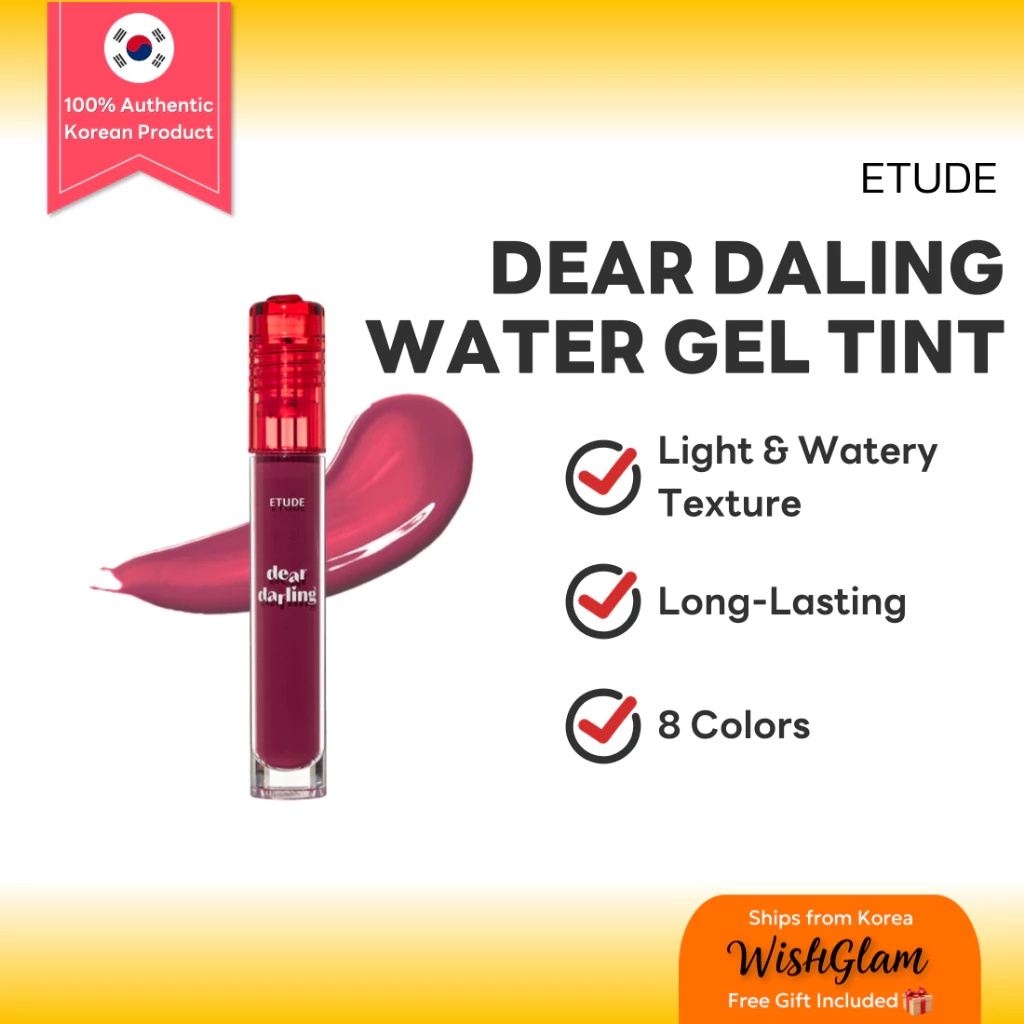 100% Authentic
Korean Product
ETUDE
DEAR DALING
WATER GEL TINT
Light & Watery
Texture
Long-Lasting
8 Colors
ETUDE
dear
darling
Ships from Korea
WishGlam
Free Gift Included